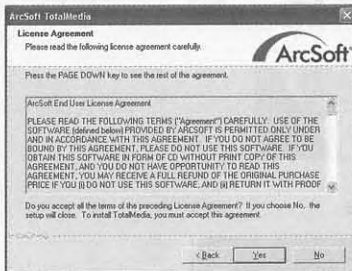 ArcSoft TotalMedia
License Agreement
Please read the following license agreement carefully.
ArcSoft
Press the PAGE DOWN key to see the rest of the agreement.
ArcSoft End User License Agreement
PLEASE READ THE FOLLOWING TERMS ("Agreement") CAREFULLY. USE OF THE
SOFTWARE (defined below) PROVIDED BY ARCSOFT IS PERMITTED ONLY UNDER
AND IN ACCORDANCE WITH THIS AGREEMENT. IF YOU DO NOT AGREE TO BE
BOUND BY THIS AGREEMENT, PLEASE DO NOT USE THIS SOFTWARE. IF YOU
OBTAIN THIS SOFTWARE IN FORM OF CD WITHOUT PRINT COPY OF THIS
AGREEMENT, AND YOU DO NOT HAVE OPPORTUNITY TO READ THIS
AGREEMENT, YOU MAY RECEIVE A FULL REFUND OF THE ORIGINAL PURCHASE
PRICE IF YOU (i) DO NOT USE THIS SOFTWARE, AND (ii) RETURN IT WITH PROOF
Do you accept all the terms of the preceding License Agreement? If you choose No, the
setup will close. To install TotalMedia, you must accept this agreement.
< Back
Yes
No